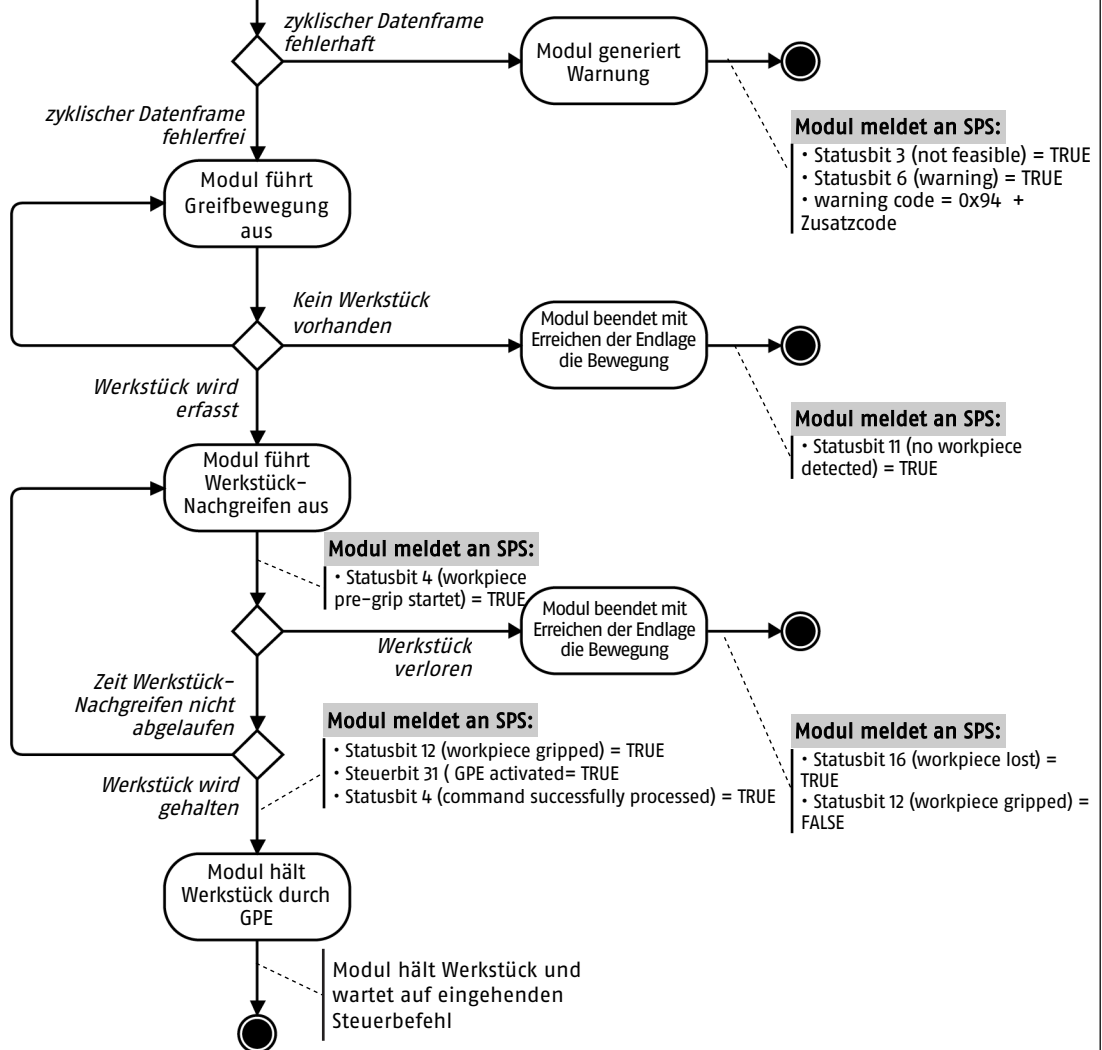 zyklischer Datenframe
fehlerhaft
Modul generiert
Warnung
zyklischer Datenframe
fehlerfrei
Modul meldet an SPS:
• Statusbit 3 (not feasible) = TRUE
• Statusbit 6 (warning) = TRUE
• warning code = 0x94 +
Zusatzcode
Modul führt
Greifbewegung
aus
Kein Werkstück
vorhanden
Modul beendet mit
Erreichen der Endlage
die Bewegung
Werkstück wird
erfasst
Modul meldet an SPS:
• Statusbit 11 (no workpiece
detected) = TRUE
Modul führt
Werkstück-
Nachgreifen aus
Modul meldet an SPS:
• Statusbit 4 (workpiece
pre-grip startet) = TRUE
Modul beendet mit
Erreichen der Endlage
die Bewegung
Werkstück
verloren
Zeit Werkstück-
Nachgreifen nicht
abgelaufen
Modul meldet an SPS:
• Statusbit 12 (workpiece gripped) = TRUE
• Steuerbit 31 ( GPE activated= TRUE
• Statusbit 4 (command successfully processed) = TRUE
Modul meldet an SPS:
• Statusbit 16 (workpiece lost) =
TRUE
• Statusbit 12 (workpiece gripped) =
FALSE
Werkstück wird
gehalten
Modul hält
Werkstück durch
GPE
Modul hält Werkstück und
wartet auf eingehenden
Steuerbefehl